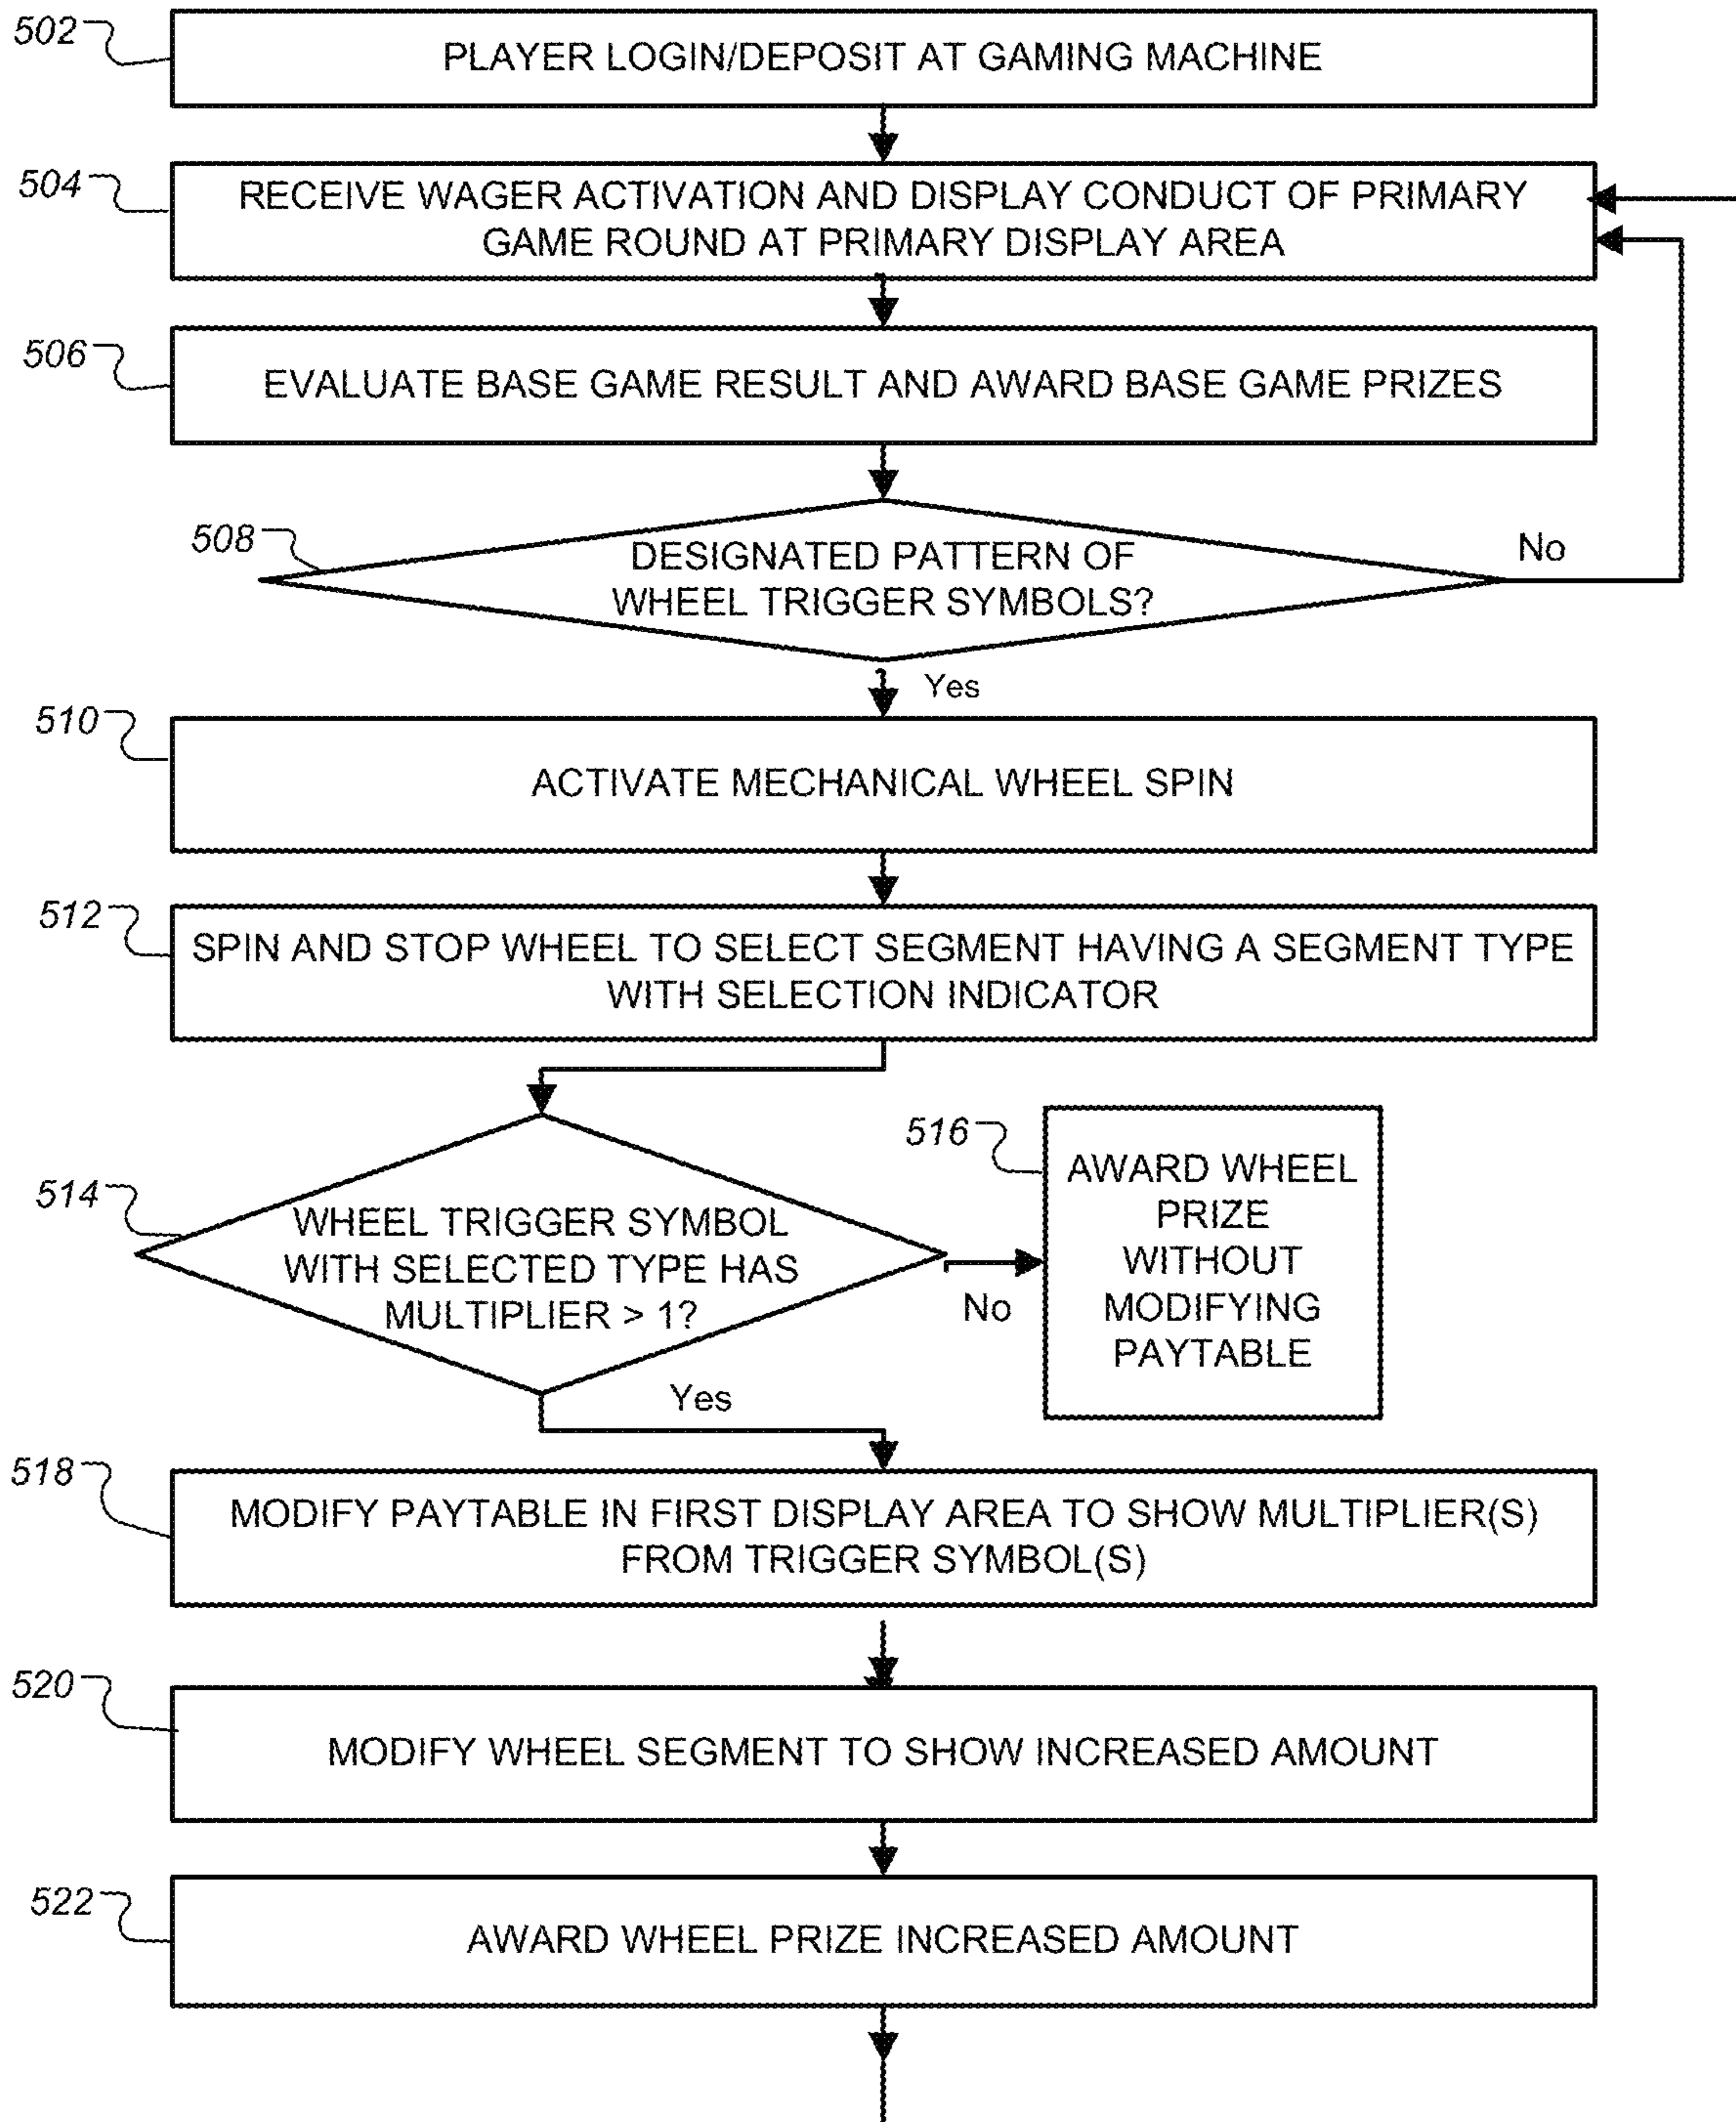 502
PLAYER LOGIN/DEPOSIT AT GAMING MACHINE
504
RECEIVE WAGER ACTIVATION AND DISPLAY CONDUCT OF PRIMARY
GAME ROUND AT PRIMARY DISPLAY AREA
506
EVALUATE BASE GAME RESULT AND AWARD BASE GAME PRIZES
508
DESIGNATED PATTERN OF
WHEEL TRIGGER SYMBOLS?
No
Yes
510
ACTIVATE MECHANICAL WHEEL SPIN
512
SPIN AND STOP WHEEL TO SELECT SEGMENT HAVING A SEGMENT TYPE
WITH SELECTION INDICATOR
514
WHEEL TRIGGER SYMBOL
WITH SELECTED TYPE HAS
MULTIPLIER > 1?
No
516
AWARD WHEEL
PRIZE
WITHOUT
MODIFYING
PAYTABLE
Yes
518
MODIFY PAYTABLE IN FIRST DISPLAY AREA TO SHOW MULTIPLIER(S)
FROM TRIGGER SYMBOL(S)
520
MODIFY WHEEL SEGMENT TO SHOW INCREASED AMOUNT
522
AWARD WHEEL PRIZE INCREASED AMOUNT